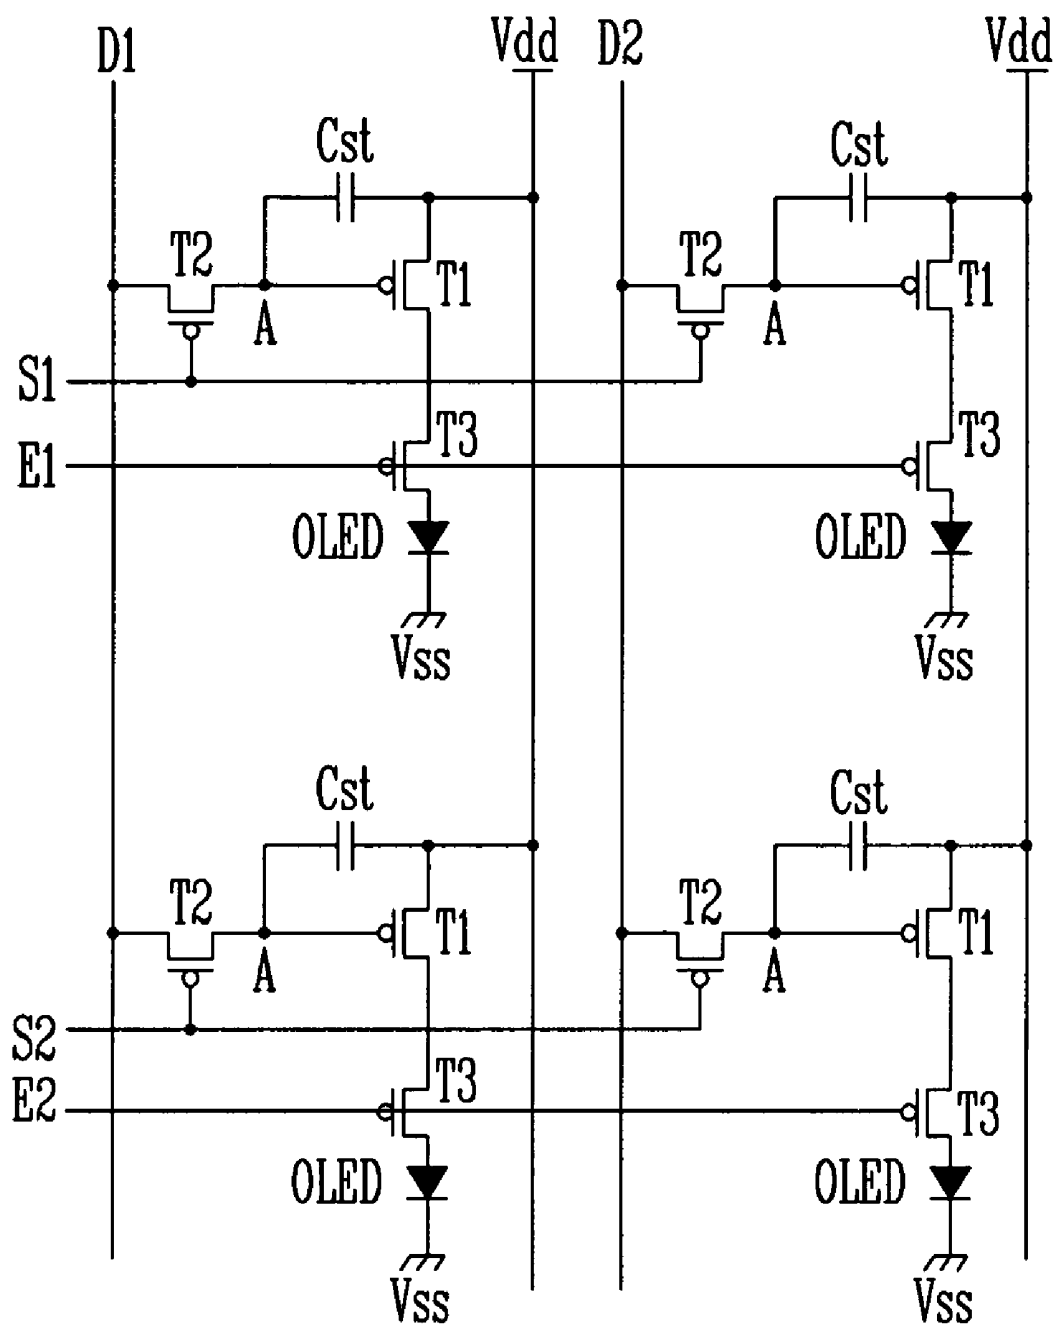 D1 Vdd D2 Vdd
Cst Cst
T2 T1 T2 T1
A A
S1
T3 T3
E1
OLED OLED
Vss Vss
Cst Cst
T2 T1 T2 T1
A A
S2
T3 T3
E2
OLED OLED
Vss Vss